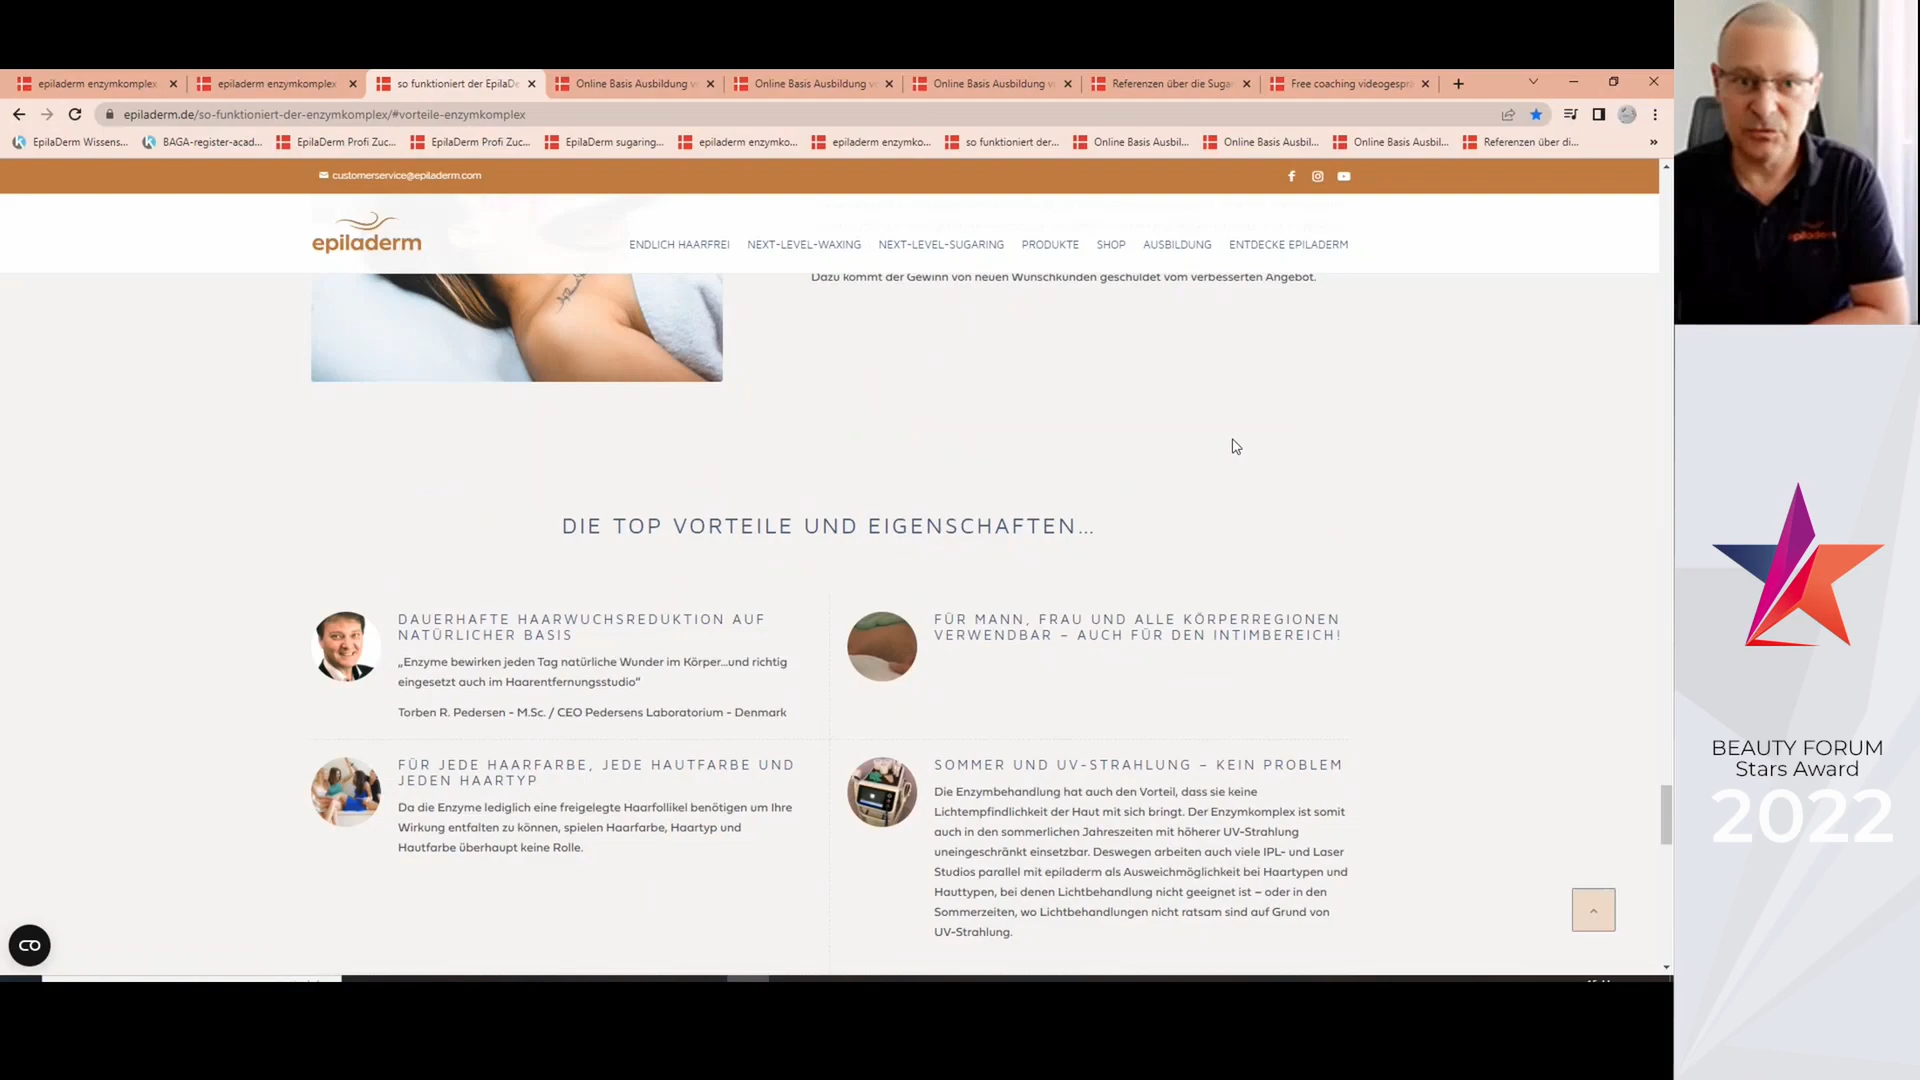 epiladerm enzymkomplex
epiladerm enzymkomplex
so funktioniert der EpilaDe
Online Basis Ausbildung v
Online Basis Ausbildung v
Online Basis Ausbildung v
Referenzen über die Suga
Free coaching videogesprä
epiladerm.de/so-funktioniert-der-enzymkomplex/#vorteile-enzymkomplex
EpilaDerm Wissens...
BAGA-register-acad...
EpilaDerm Profi Zuc...
EpilaDerm Profi Zuc...
EpilaDerm sugaring...
epiladerm enzymko...
epiladerm enzymko...
so funktioniert der...
Online Basis Ausbil...
Online Basis Ausbil...
Online Basis Ausbil...
Referenzen über di...
customerservice@epiladerm.com
epiladerm
ENDLICH HAARFREI
NEXT-LEVEL-WAXING
NEXT-LEVEL-SUGARING
PRODUKTE
SHOP
AUSBILDUNG
ENTDECKE EPILADERM
Dazu kommt der Gewinn von neuen Wunschkunden geschuldet vom verbesserten Angebot.
DIE TOP VORTEILE UND EIGENSCHAFTEN...
DAUERHAFTE HAARWUCHSREDUKTION AUF
NATÜRLICHER BASIS
„Enzyme bewirken jeden Tag natürliche Wunder im Körper...und richtig
eingesetzt auch im Haarentfernungsstudio“
Torben R. Pedersen - M.Sc. / CEO Pedersens Laboratorium - Denmark
FÜR MANN, FRAU UND ALLE KÖRPERREGIONEN
VERWENDBAR – AUCH FÜR DEN INTIMBEREICH!
FÜR JEDE HAARFARBE, JEDE HAUTFARBE UND
JEDEN HAARTYP
Da die Enzyme lediglich eine freigelegte Haarfollikel benötigen um Ihre
Wirkung entfalten zu können, spielen Haarfarbe, Haartyp und
Hautfarbe überhaupt keine Rolle.
SOMMER UND UV-STRAHLUNG – KEIN PROBLEM
Die Enzymbehandlung hat auch den Vorteil, dass sie keine
Lichtempfindlichkeit der Haut mit sich bringt. Der Enzymkomplex ist somit
auch in den sommerlichen Jahreszeiten mit höherer UV-Strahlung
uneingeschränkt einsetzbar. Deswegen arbeiten auch viele IPL- und Laser
Studios parallel mit epiladerm als Ausweichmöglichkeit bei Haartypen und
Hauttypen, bei denen Lichtbehandlung nicht geeignet ist – oder in den
Sommerzeiten, wo Lichtbehandlungen nicht ratsam sind auf Grund von
UV-Strahlung.
epiladerm
BEAUTY FORUM
Stars Award
2022